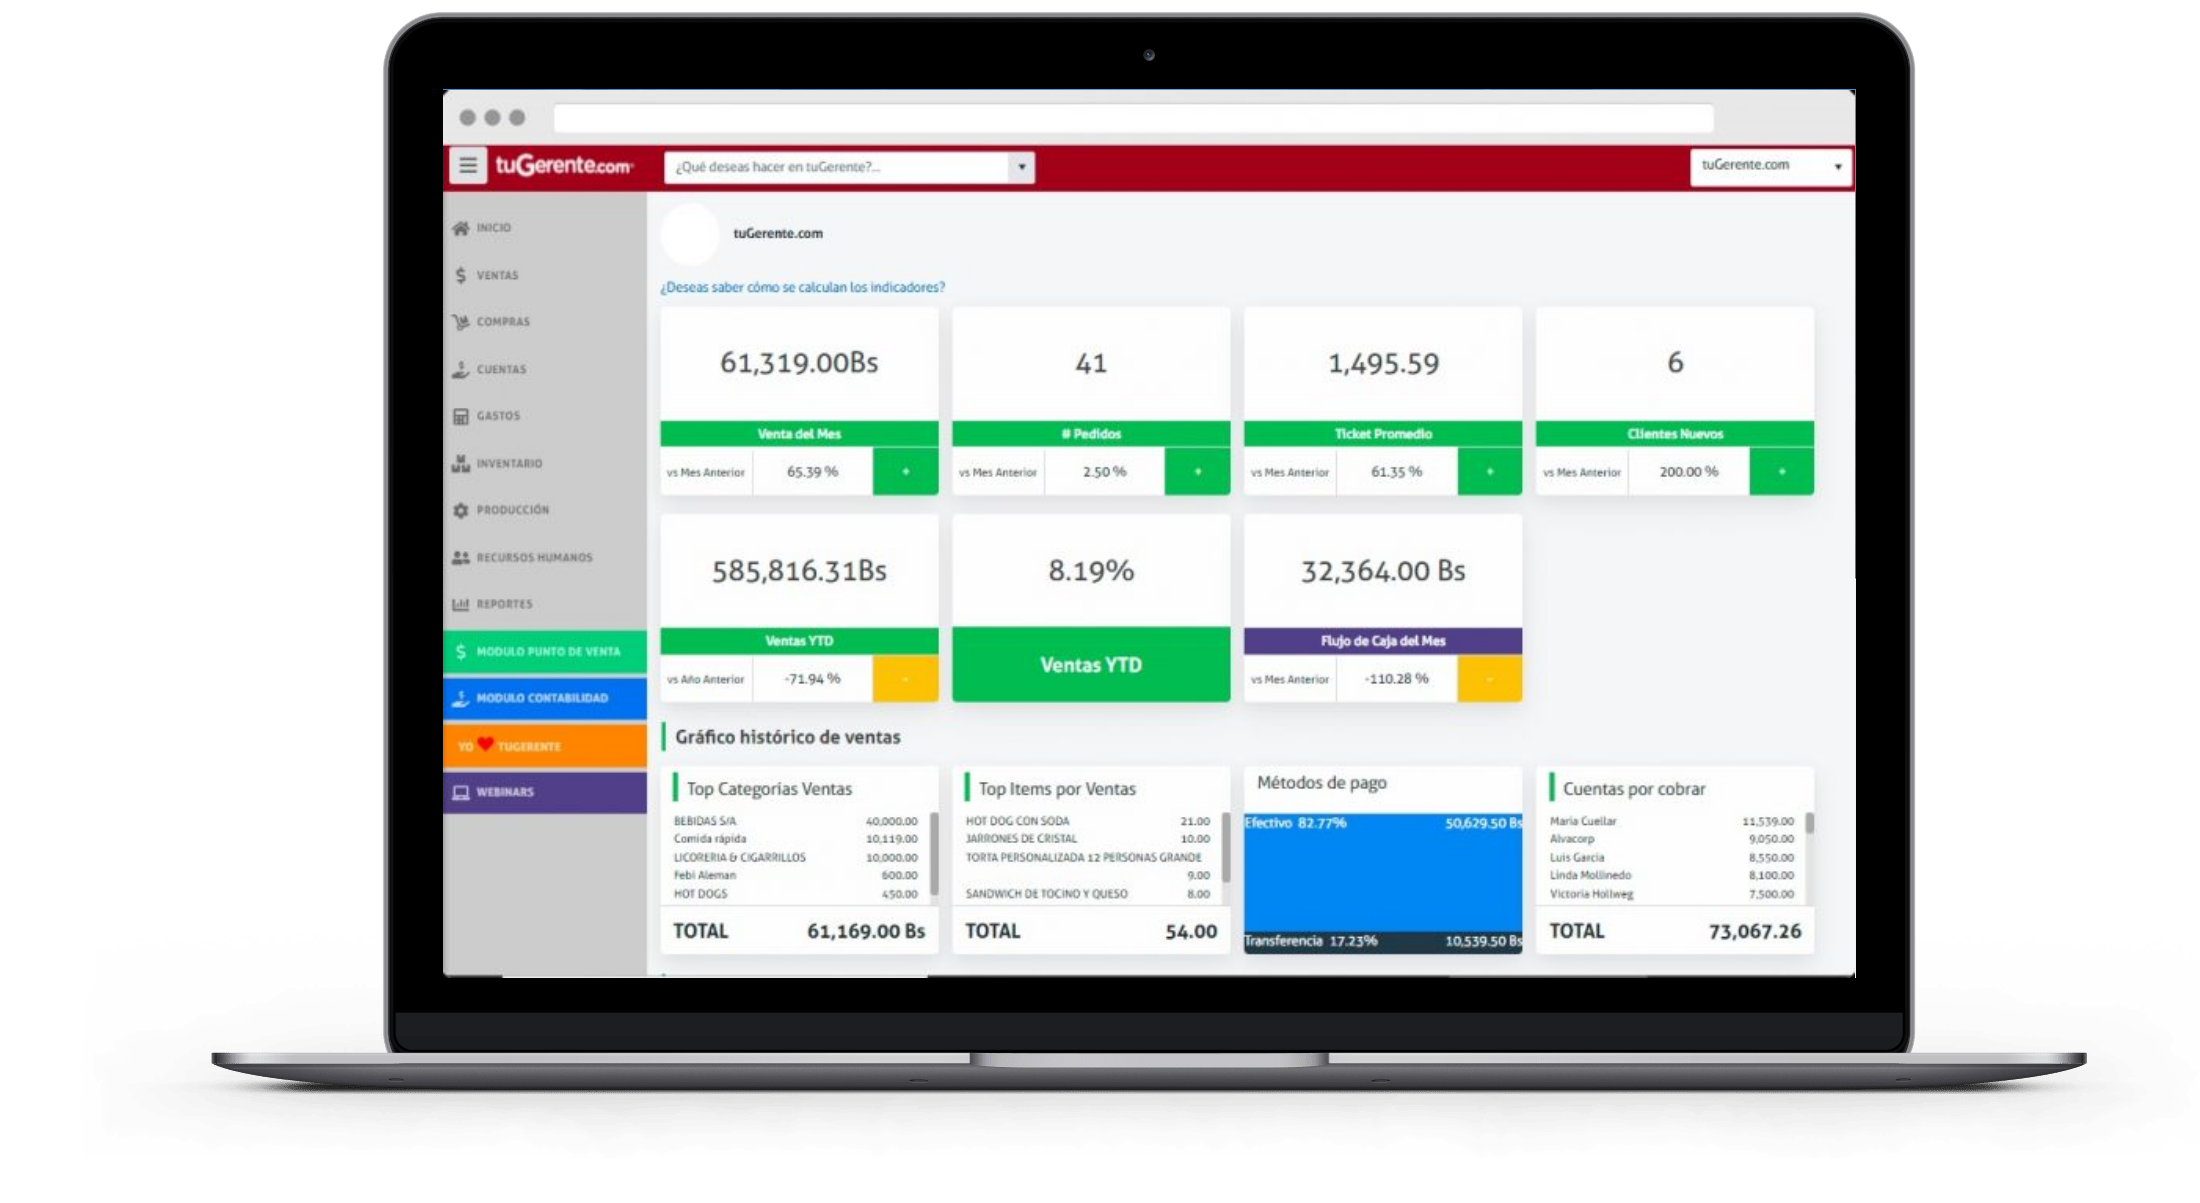 tuGerente.com
¿Qué deseas hacer en tuGerente?...
tuGerente.com
INICIO
VENTAS
COMPRAS
CUENTAS
GASTOS
INVENTARIO
PRODUCCIÓN
RECURSOS HUMANOS
REPORTES
MODULO PUNTO DE VENTA
MODULO CONTABILIDAD
YO ❤ TUGERENTE
WEBINARS
tuGerente.com
¿Deseas saber cómo se calculan los indicadores?
61,319.00Bs
Venta del Mes
vs Mes Anterior 65.39 % +
41
# Pedidos
vs Mes Anterior 2.50 % +
1,495.59
Ticket Promedio
vs Mes Anterior 61.35 % +
6
Clientes Nuevos
vs Mes Anterior 200.00 % +
585,816.31Bs
Ventas YTD
vs Año Anterior -71.94 % -
8.19%
Ventas YTD
32,364.00 Bs
Flujo de Caja del Mes
vs Mes Anterior -110.28 % -
Gráfico histórico de ventas
Top Categorías Ventas
BEBIDAS S/A 40,000.00
Comida rápida 10,119.00
LICORERIA & CIGARRILLOS 10,000.00
Febi Aleman 600.00
HOT DOGS 450.00
TOTAL 61,169.00 Bs
Top Items por Ventas
HOT DOG CON SODA 21.00
JARRONES DE CRISTAL 10.00
TORTA PERSONALIZADA 12 PERSONAS GRANDE
9.00
SANDWICH DE TOCINO Y QUESO 8.00
TOTAL 54.00
Métodos de pago
Efectivo 82.77% 50,629.50 Bs
Transferencia 17.23% 10,539.50 Bs
Cuentas por cobrar
Maria Cuellar 11,539.00
Alvacorp 9,050.00
Luis Garcia 8,550.00
Linda Mollinedo 8,100.00
Victoria Hollweg 7,500.00
TOTAL 73,067.26